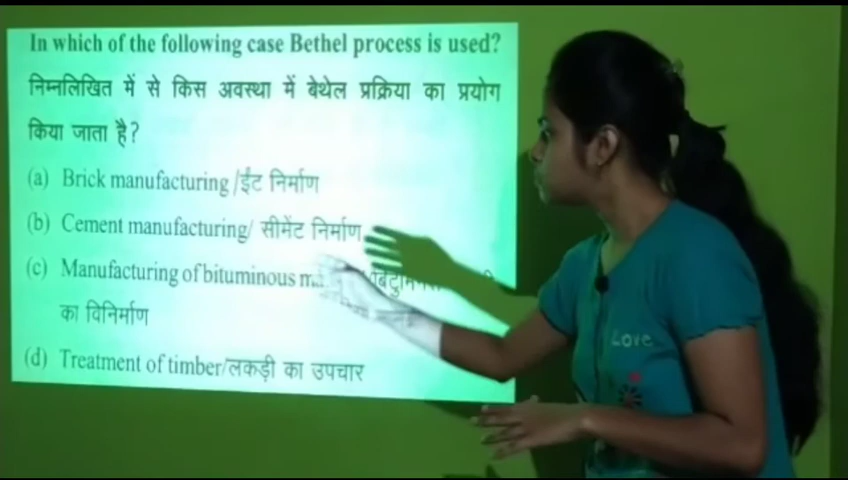 In which of the following case Bethel process is used?
निम्नलिखित में से किस अवस्था में बेथेल प्रक्रिया का प्रयोग
किया जाता है?
(a) Brick manufacturing/ईंट निर्माण
(b) Cement manufacturing/ सीमेंट निर्माण
(c) Manufacturing of bituminous
का विनिर्माण
(d) Treatment of timber/लकड़ी का उपचार
Love